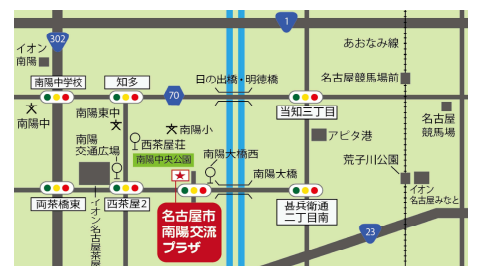 302
1
あおなみ線
イオン
南陽
南陽中学校
知多
70
日の出橋・明徳橋
名古屋競馬場前
南陽中
南陽東中
南陽小
当知三丁目
名古屋
競馬場
南陽
交通広場
西茶屋荘
南陽中央公園
南陽大橋西
アピタ港
荒子川公園
南陽大橋
両茶橋東
イオン名古屋茶屋
西茶屋2
名古屋市
南陽交流
プラザ
甚兵衛通
二丁目南
イオン
名古屋みなと
23